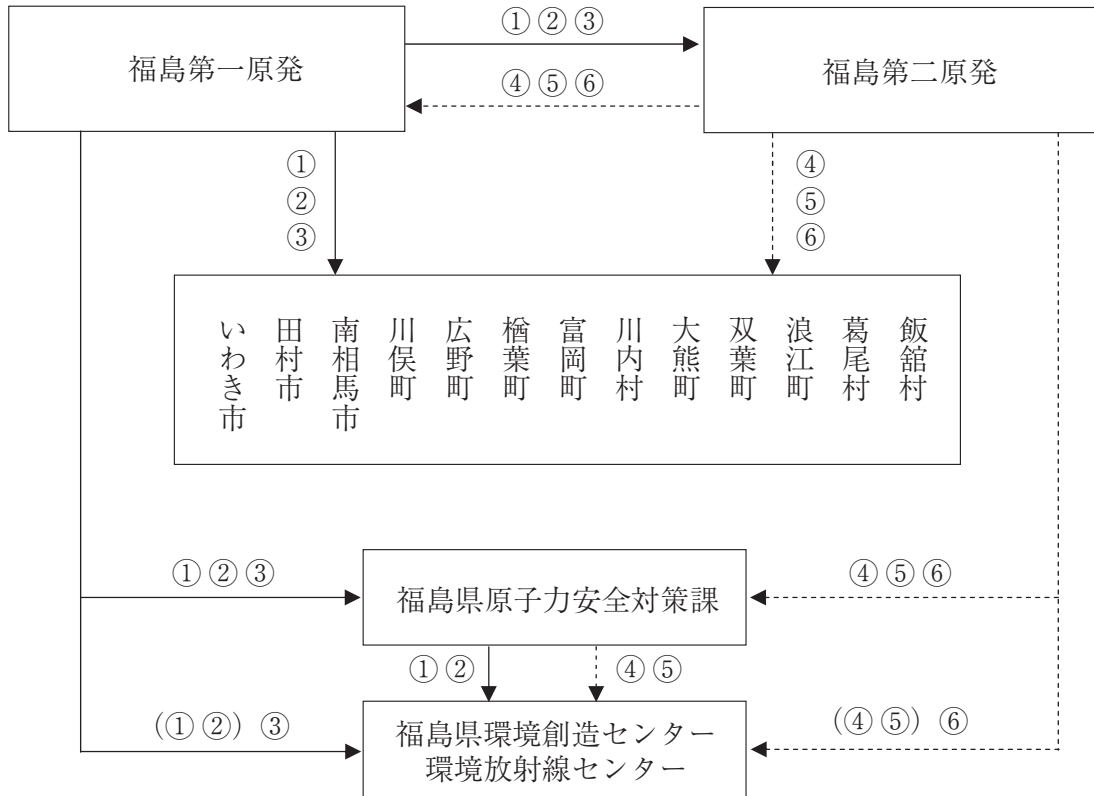 福島第一原発
①②③
④⑤⑥
福島第二原発
①
②
③
④
⑤
⑥
いわき市
田村市
南相馬市
川俣町
広野町
楢葉町
富岡町
川内村
大熊町
双葉町
浪江町
葛尾村
飯舘村
①②③
福島県原子力安全対策課
④⑤⑥
①②
④⑤
(①②) ③
福島県環境創造センター
環境放射線センター
(④⑤) ⑥